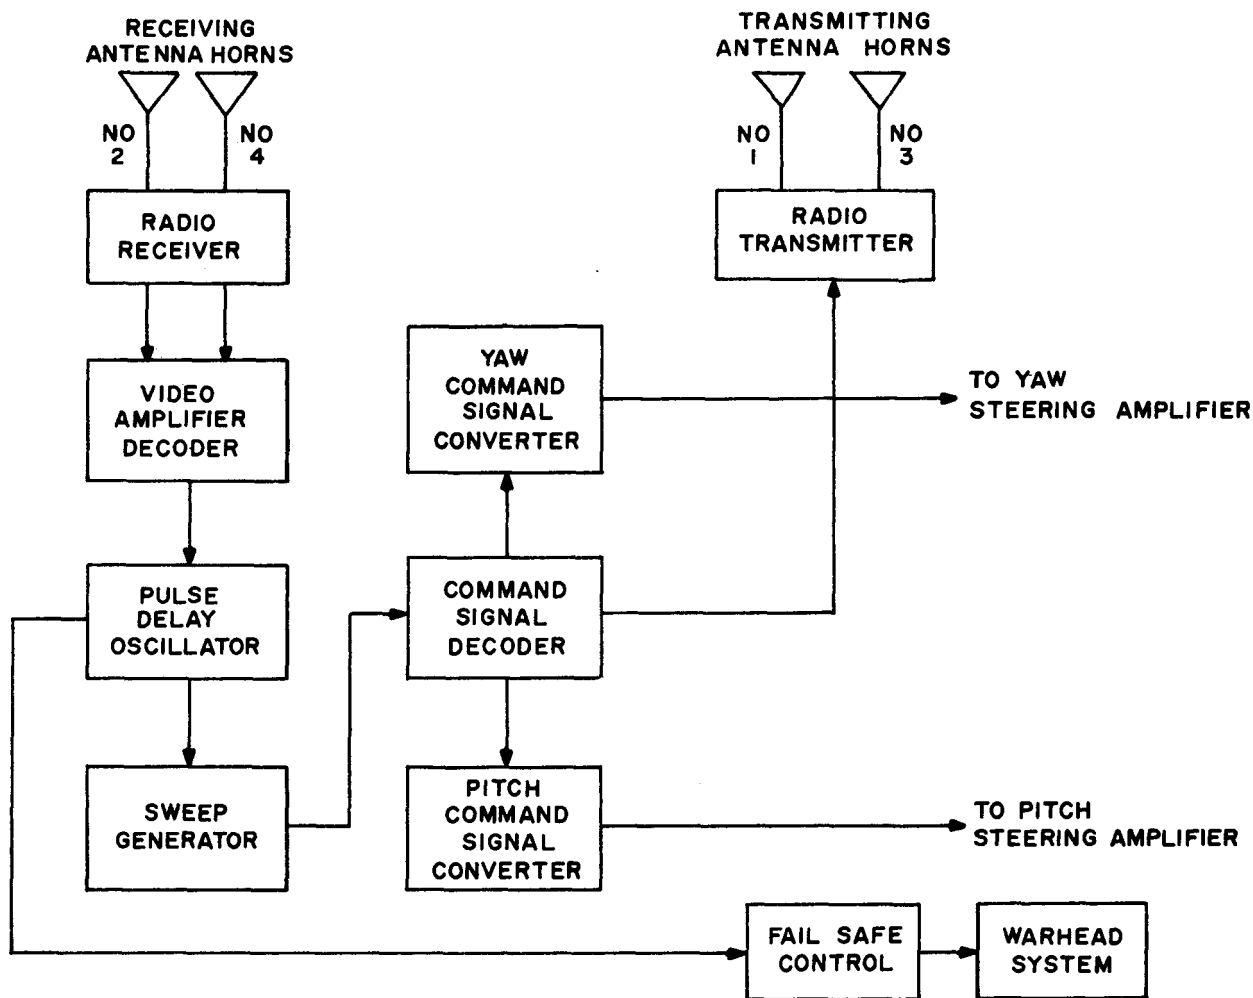 RECEIVING
ANTENNA HORNS
TRANSMITTING
ANTENNA HORNS
NO
2
NO
4
NO
1
NO
3
RADIO
RECEIVER
RADIO
TRANSMITTER
VIDEO
AMPLIFIER
DECODER
YAW
COMMAND
SIGNAL
CONVERTER
TO YAW
STEERING AMPLIFIER
PULSE
DELAY
OSCILLATOR
COMMAND
SIGNAL
DECODER
SWEEP
GENERATOR
PITCH
COMMAND
SIGNAL
CONVERTER
TO PITCH
STEERING AMPLIFIER
FAIL SAFE
CONTROL
WARHEAD
SYSTEM